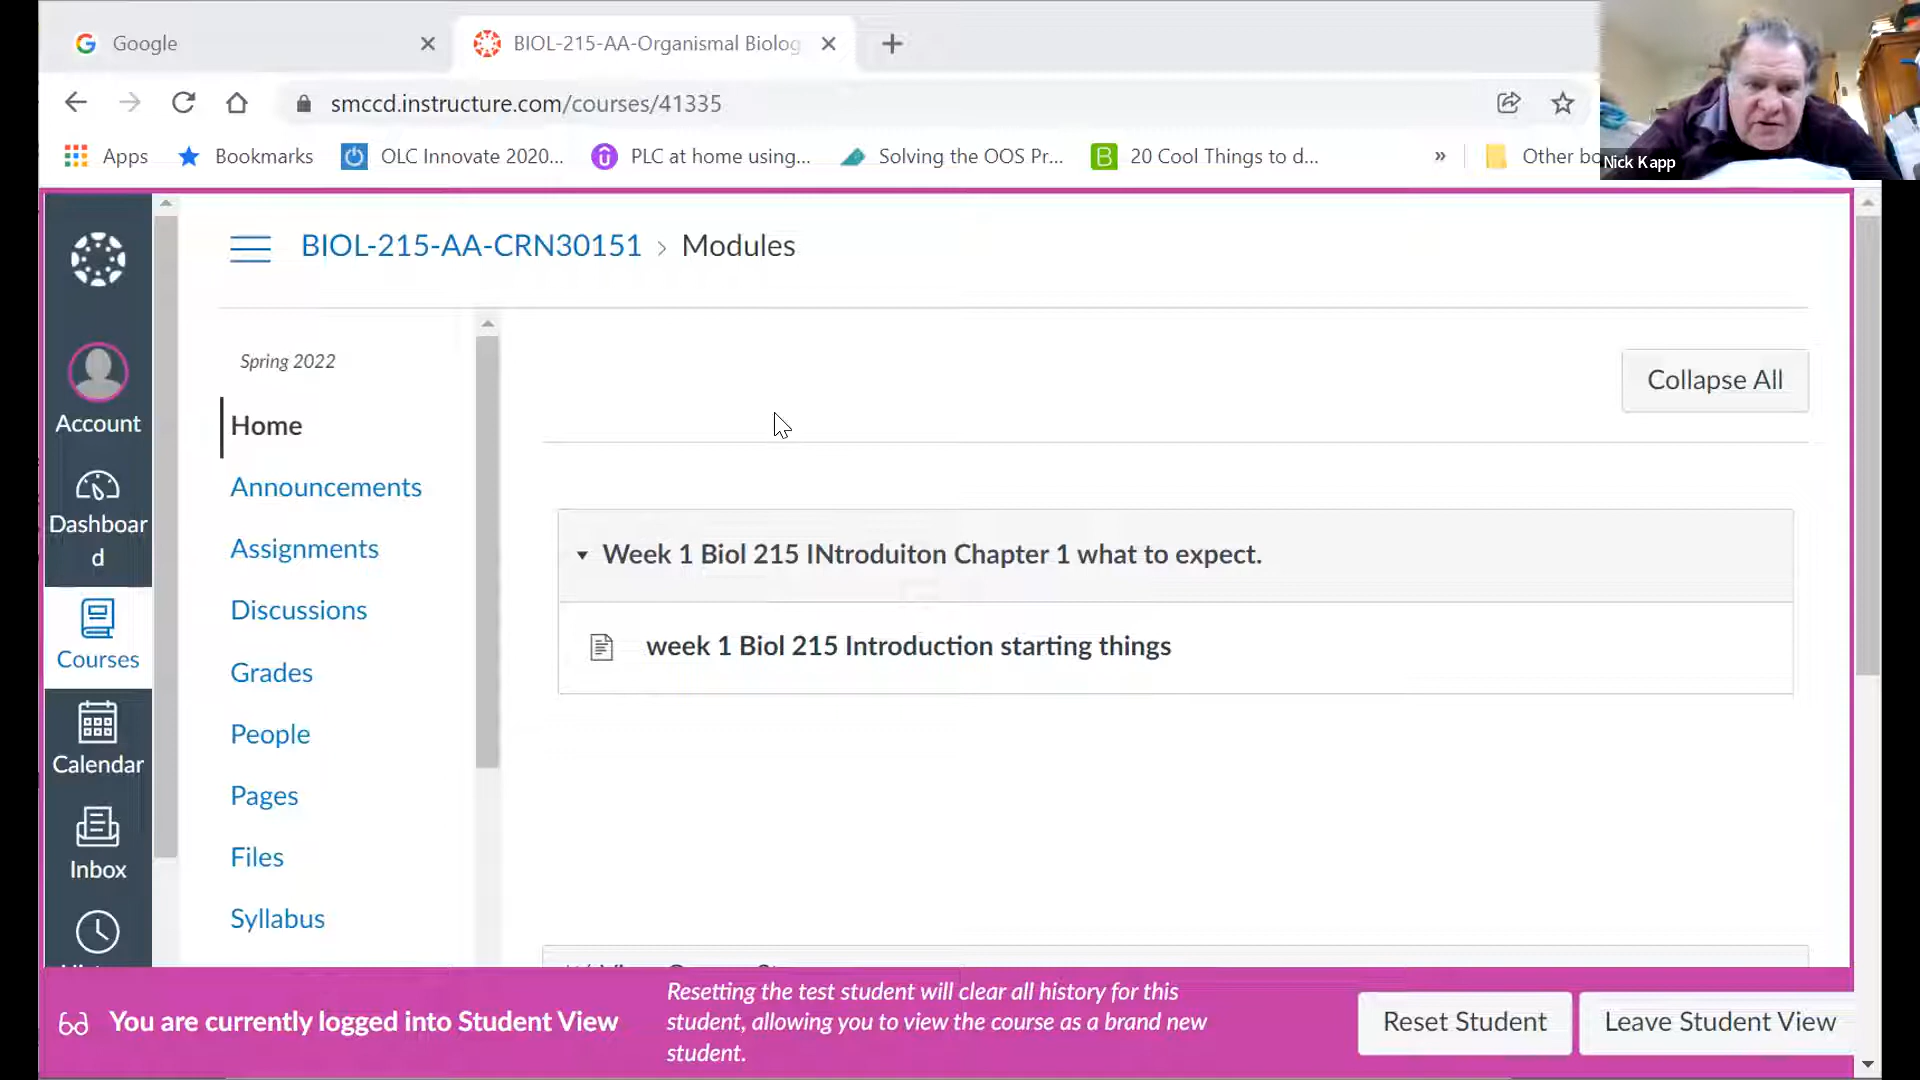 Google
BIOL-215-AA-Organismal Biolog
smccd.instructure.com/courses/41335
Apps
Bookmarks
OLC Innovate 2020...
PLC at home using...
Solving the OOS Pr...
B
20 Cool Things to d...
»
Other bo
Nick Kapp
BIOL-215-AA-CRN30151 > Modules
Spring 2022
Collapse All
Account
Home
Announcements
Dashboar
d
Assignments
Week 1 Biol 215 INtroduiton Chapter 1 what to expect.
Discussions
Courses
week 1 Biol 215 Introduction starting things
Grades
People
Calendar
Pages
Inbox
Files
Syllabus
You are currently logged into Student View
Resetting the test student will clear all history for this
student, allowing you to view the course as a brand new
student.
Reset Student
Leave Student View